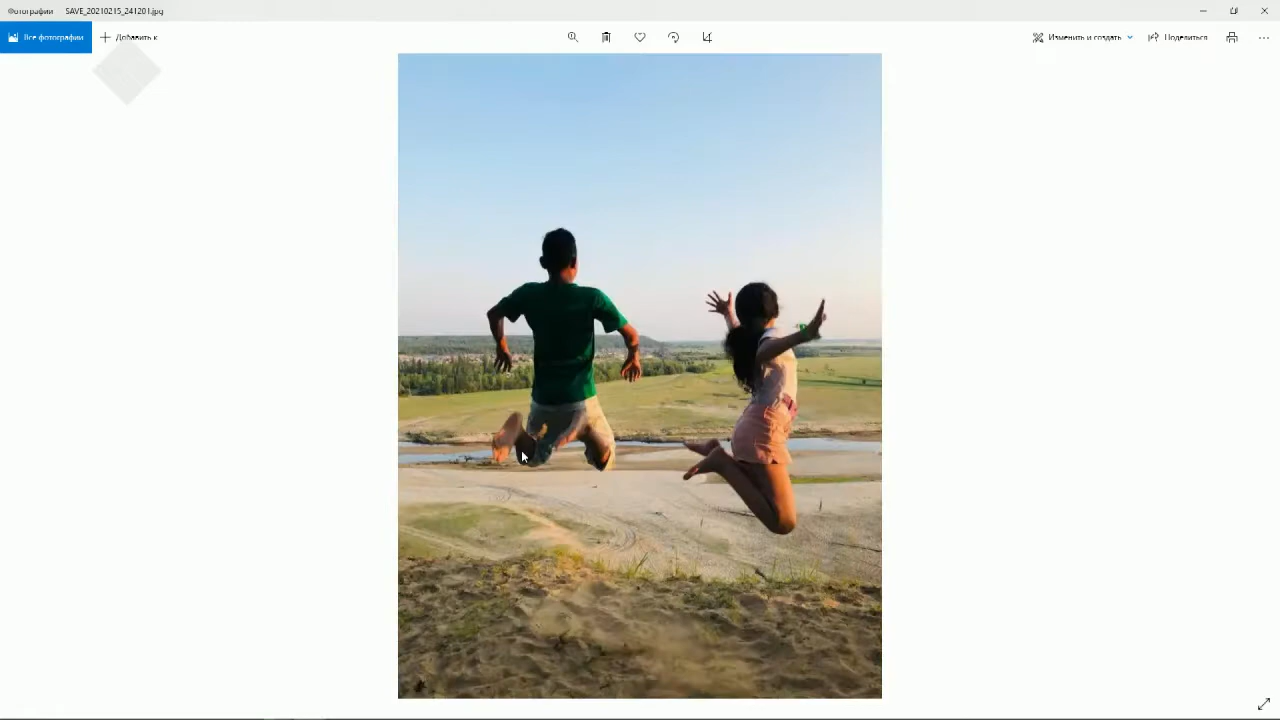 Фотографии SAVE_20210215_241201.jpg
Все фотографии Добавить к Изменить и создать Поделиться